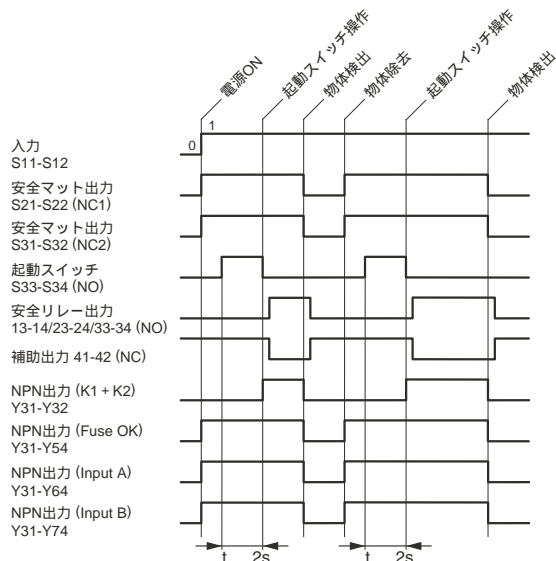 電源ON
起動スイッチ操作
物体検出
物体除去
起動スイッチ操作
物体検出
0
1
入力
S11-S12
安全マット出力
S21-S22 (NC1)
安全マット出力
S31-S32 (NC2)
起動スイッチ
S33-S34 (NO)
安全リレー出力
13-14/23-24/33-34 (NO)
補助出力 41-42 (NC)
NPN出力 (K1 + K2)
Y31-Y32
NPN出力 (Fuse OK)
Y31-Y54
NPN出力 (Input A)
Y31-Y64
NPN出力 (Input B)
Y31-Y74
t 2s t 2s